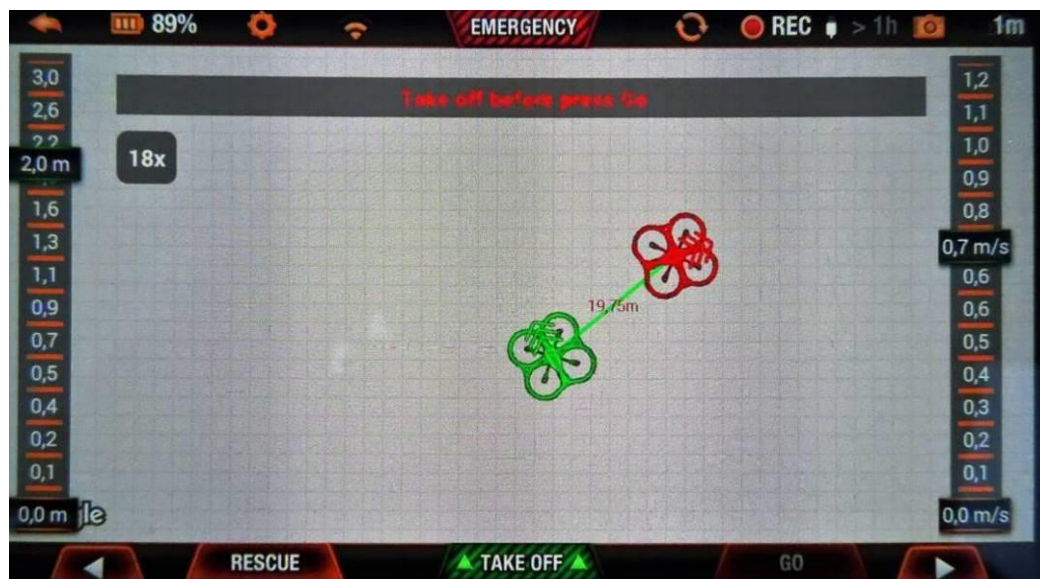 89% EMERGENCY REC > 1h 1m
Take off before press Go
18x
3,0
2,6
2,2
2,0 m
1,6
1,3
1,1
0,9
0,7
0,5
0,4
0,2
0,1
0,0 m
gle
19,75m
1,2
1,1
1,0
0,9
0,8
0,7 m/s
0,6
0,6
0,5
0,4
0,3
0,2
0,1
0,0 m/s
RESCUE TAKE OFF GO